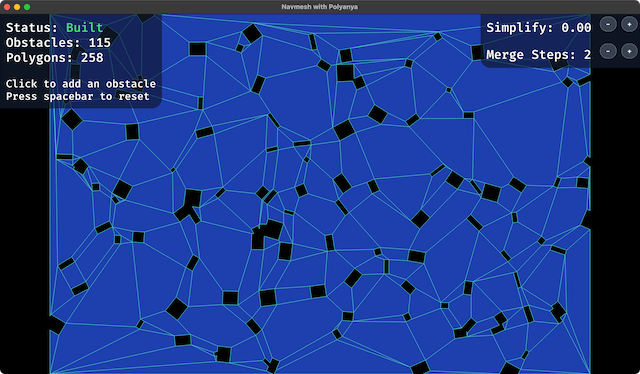 Navmesh with Polyanya
Status: Built
Obstacles: 115
Polygons: 258
Click to add an obstacle
Press spacebar to reset
Simplify: 0.00 - +
Merge Steps: 2 - +